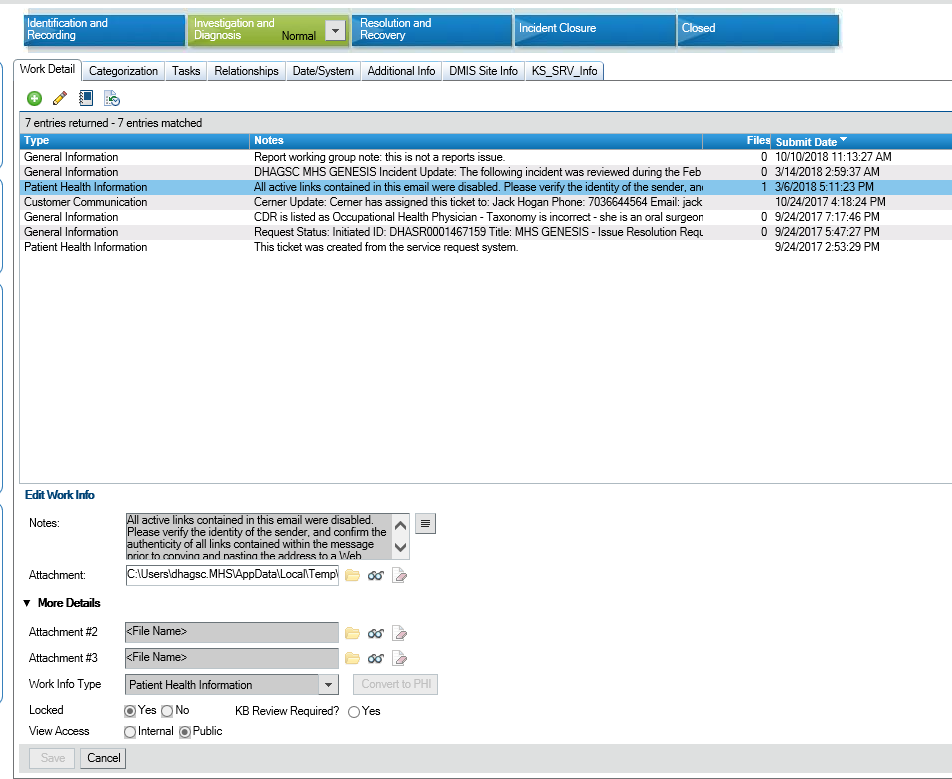 Identification and
Recording
Investigation and
Diagnosis Normal
Resolution and
Recovery
Incident Closure
Closed
Work Detail Categorization Tasks Relationships Date/System Additional Info DMIS Site Info KS_SRV_Info
7 entries returned - 7 entries matched
Type Notes Files Submit Date
General Information Report working group note: this is not a reports issue. 0 10/10/2018 11:13:27 AM
General Information DHAGSC MHS GENESIS Incident Update: The following incident was reviewed during the Feb 0 3/14/2018 2:59:37 AM
Patient Health Information All active links contained in this email were disabled. Please verify the identity of the sender, an 1 3/6/2018 5:11:23 PM
Customer Communication Cerner Update: Cerner has assigned this ticket to: Jack Hogan Phone: 7036644564 Email: jack 10/24/2017 4:18:24 PM
General Information CDR is listed as Occupational Health Physician - Taxonomy is incorrect - she is an oral surgeon 0 9/24/2017 7:17:46 PM
General Information Request Status: Initiated ID: DHASR0001467159 Title: MHS GENESIS - Issue Resolution Requ 0 9/24/2017 5:47:27 PM
Patient Health Information This ticket was created from the service request system. 9/24/2017 2:53:29 PM
Edit Work Info
Notes:
All active links contained in this email were disabled.
Please verify the identity of the sender, and confirm the
authenticity of all links contained within the message
prior to copying and pasting the address to a Web
Attachment: C:\Users\dhagsc.MHS\AppData\Local\Temp\
▼ More Details
Attachment #2 <File Name>
Attachment #3 <File Name>
Work Info Type Patient Health Information Convert to PHI
Locked Yes No KB Review Required? Yes
View Access Internal Public
Save Cancel